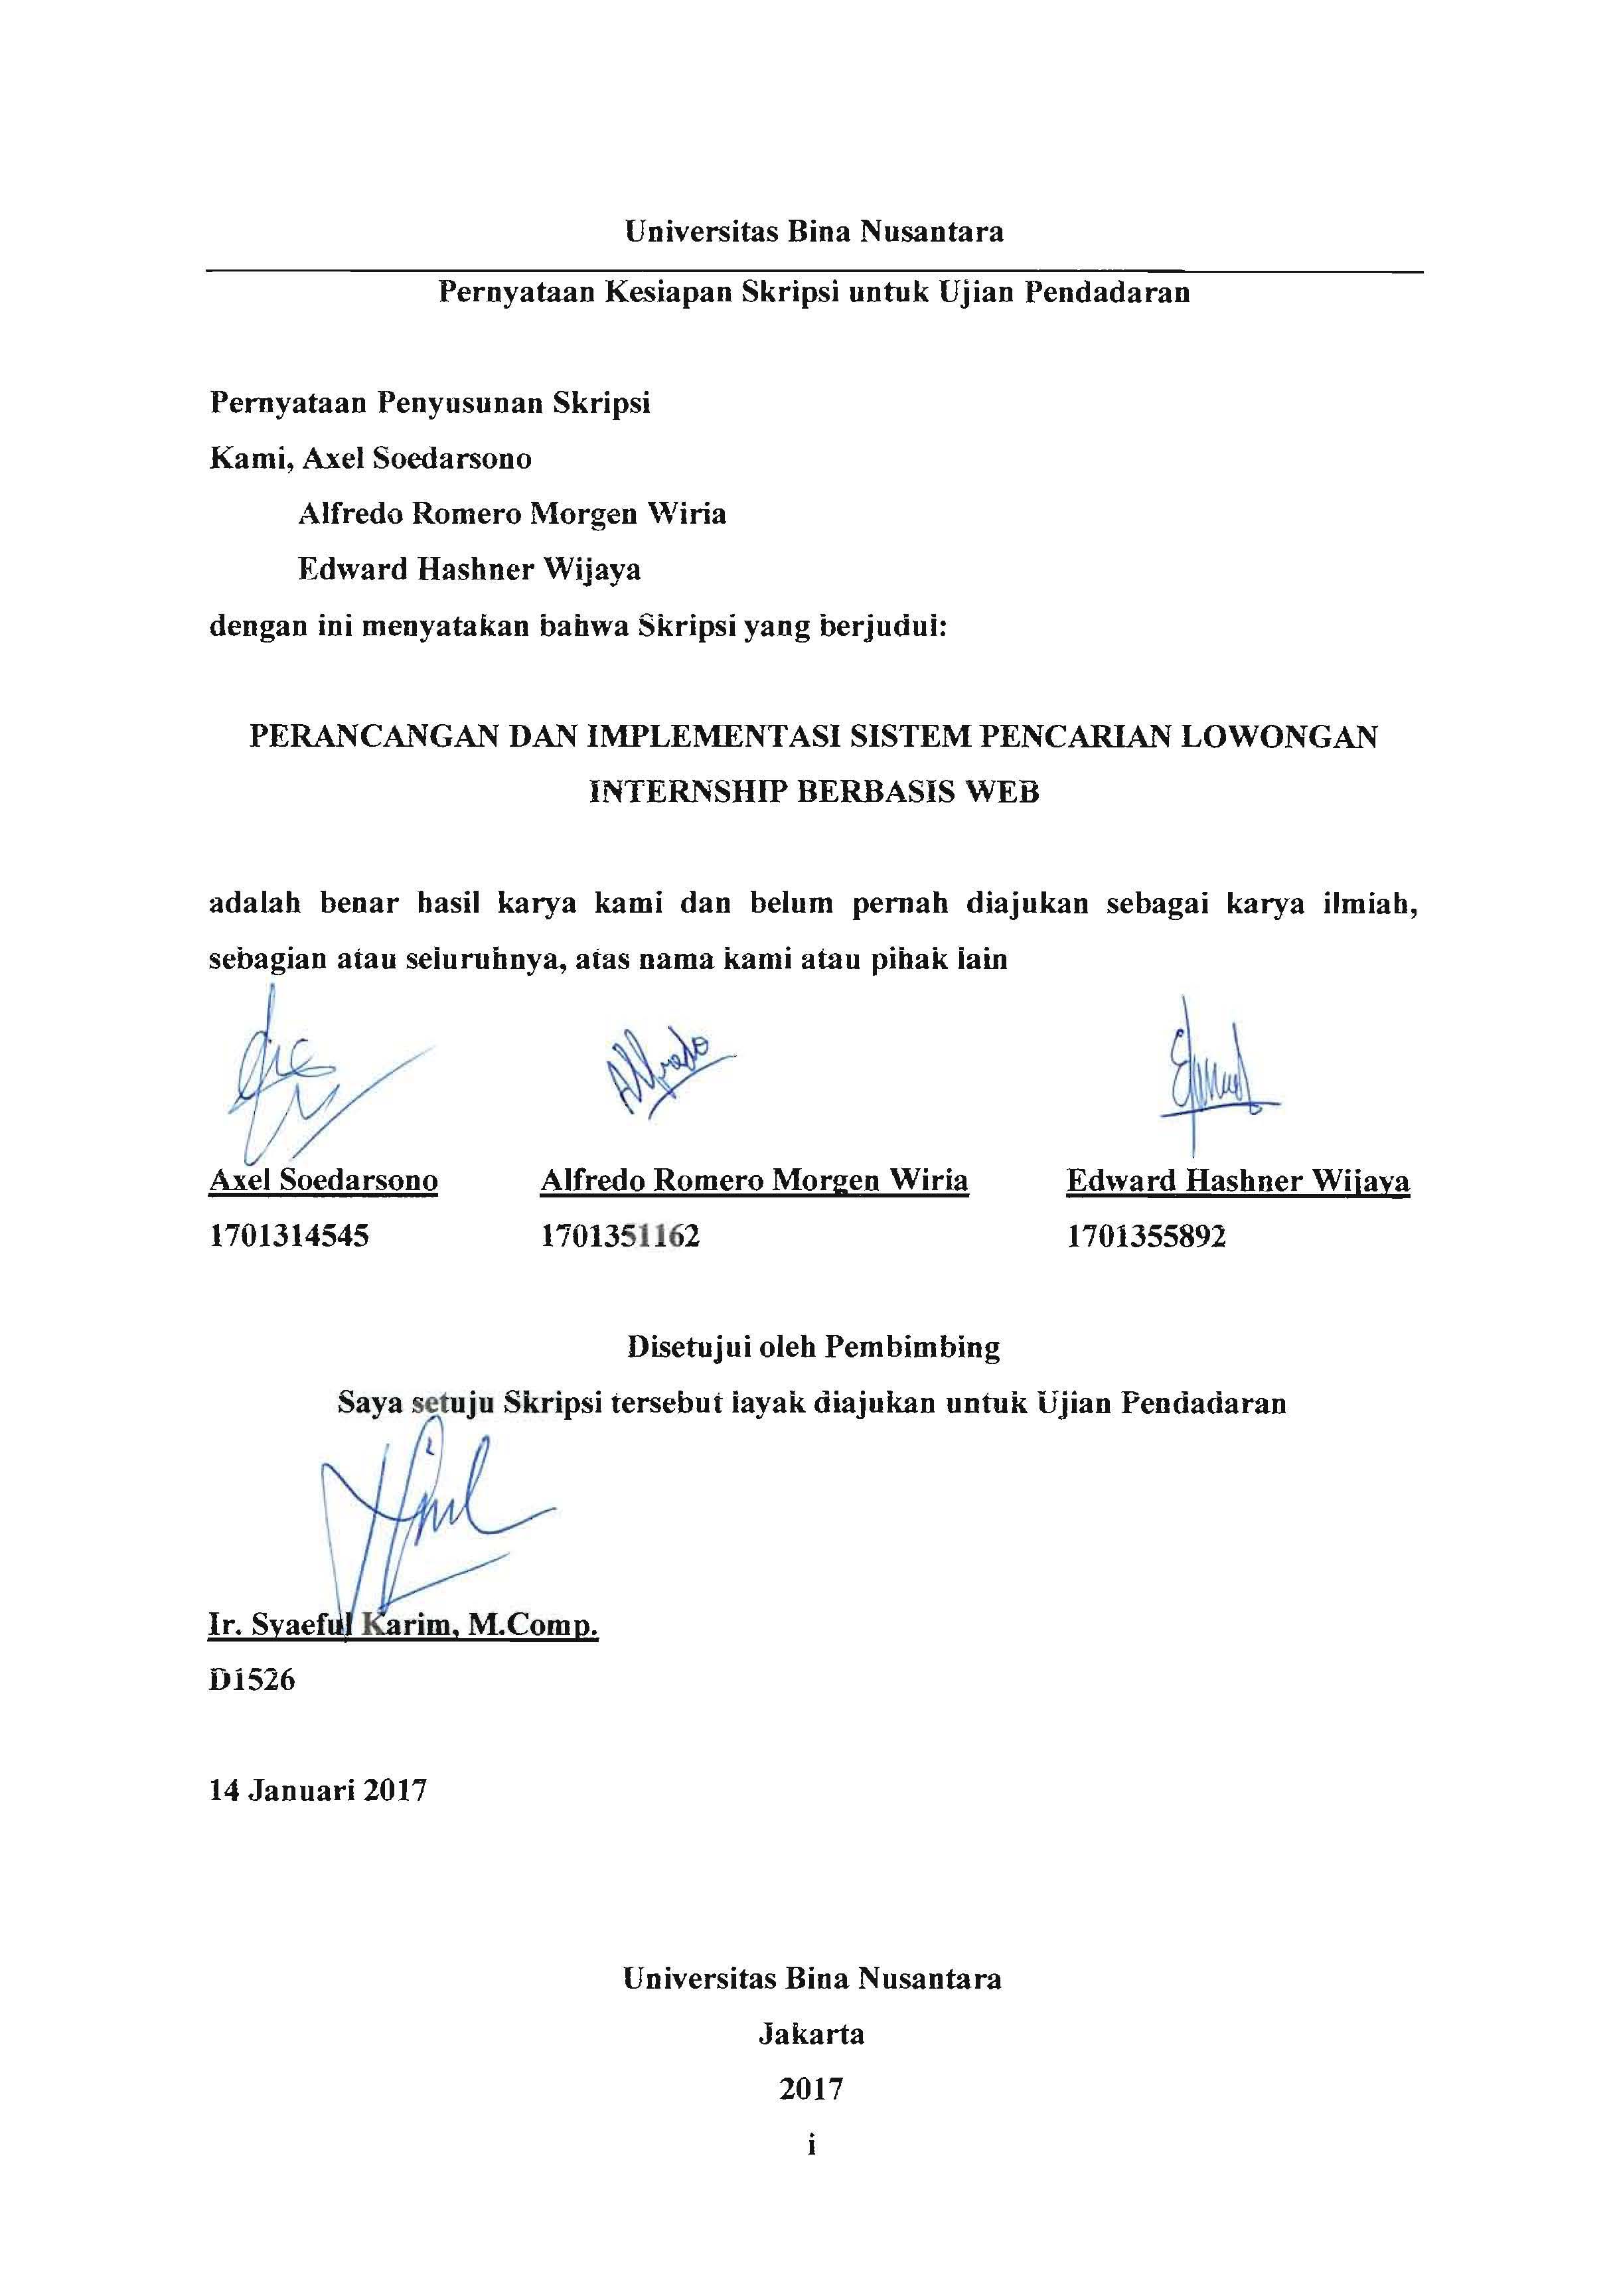 Universitas Bina Nusantara
Pernyataan Kesiapan Skripsi untuk Ujian Pendadaran
Pernyataan Penyusunan Skripsi
Kami, Axel Soedarsono
Alfredo Romero Morgen Wiria
Edward Hashner Wijaya
dengan ini menyatakan bahwa Skripsi yang berjudul:
PERANCANGAN DAN IMPLEMENTASI SISTEM PENCARIAN LOWONGAN
INTERNSHIP BERBASIS WEB
adalah benar hasil karya kami dan belum pernah diajukan sebagai karya ilmiah,
sebagian atau seluruhnya, atas nama kami atau pihak lain
Alfredo
Axel Soedarsono Alfredo Romero Morgen Wiria Edward Hashner Wijaya
1701314545 1701351162 1701355892
Disetujui oleh Pembimbing
Saya setuju Skripsi tersebut layak diajukan untuk Ujian Pendadaran
Ir. Syaeful Karim, M.Comp.
D1526
14 Januari 2017
Universitas Bina Nusantara
Jakarta
2017
i